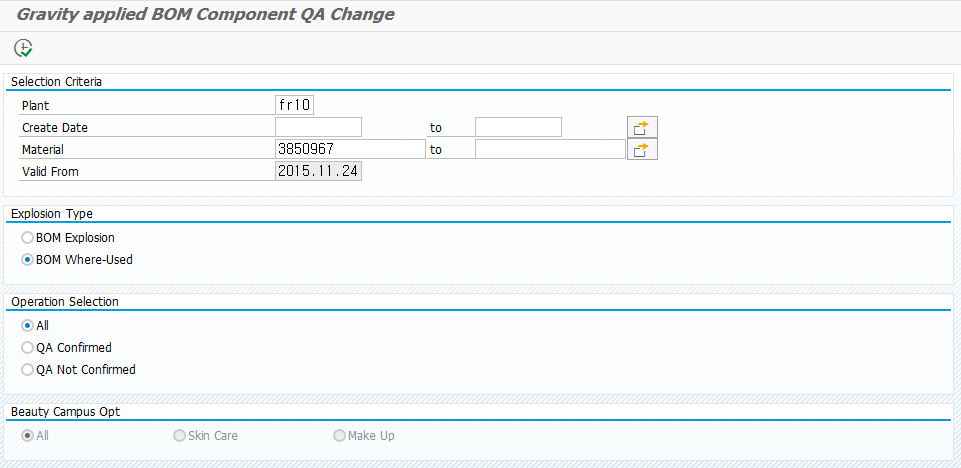 Gravity applied BOM Component QA Change
Selection Criteria
Plant fr10
Create Date to
Material 3850967 to
Valid From 2015.11.24
Explosion Type
BOM Explosion
BOM Where-Used
Operation Selection
All
QA Confirmed
QA Not Confirmed
Beauty Campus Opt
All Skin Care Make Up